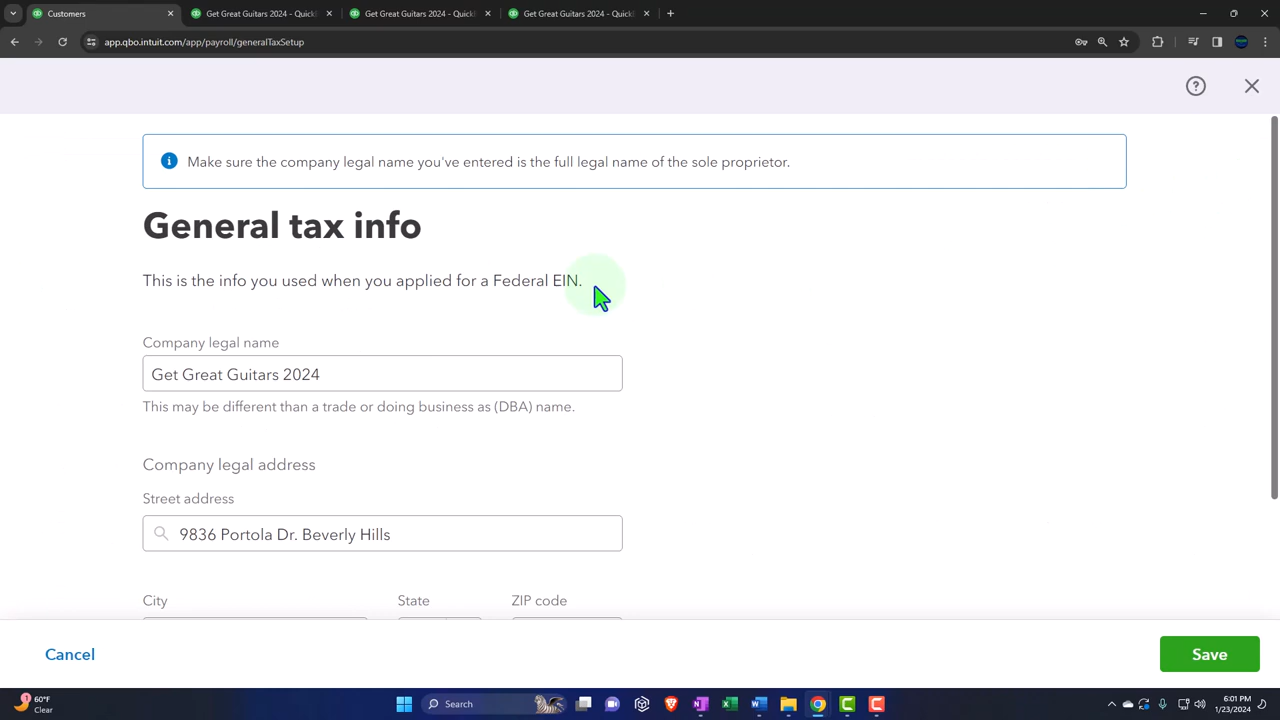 Customers
Get Great Guitars 2024 - Quick
Get Great Guitars 2024 - Quick
Get Great Guitars 2024 - Quick
app.qbo.intuit.com/app/payroll/generalTaxSetup
Make sure the company legal name you've entered is the full legal name of the sole proprietor.
General tax info
This is the info you used when you applied for a Federal EIN.
Company legal name
Get Great Guitars 2024
This may be different than a trade or doing business as (DBA) name.
Company legal address
Street address
9836 Portola Dr. Beverly Hills
City State ZIP code
Cancel Save
60°F
Clear
Search
6:01 PM
1/23/2024